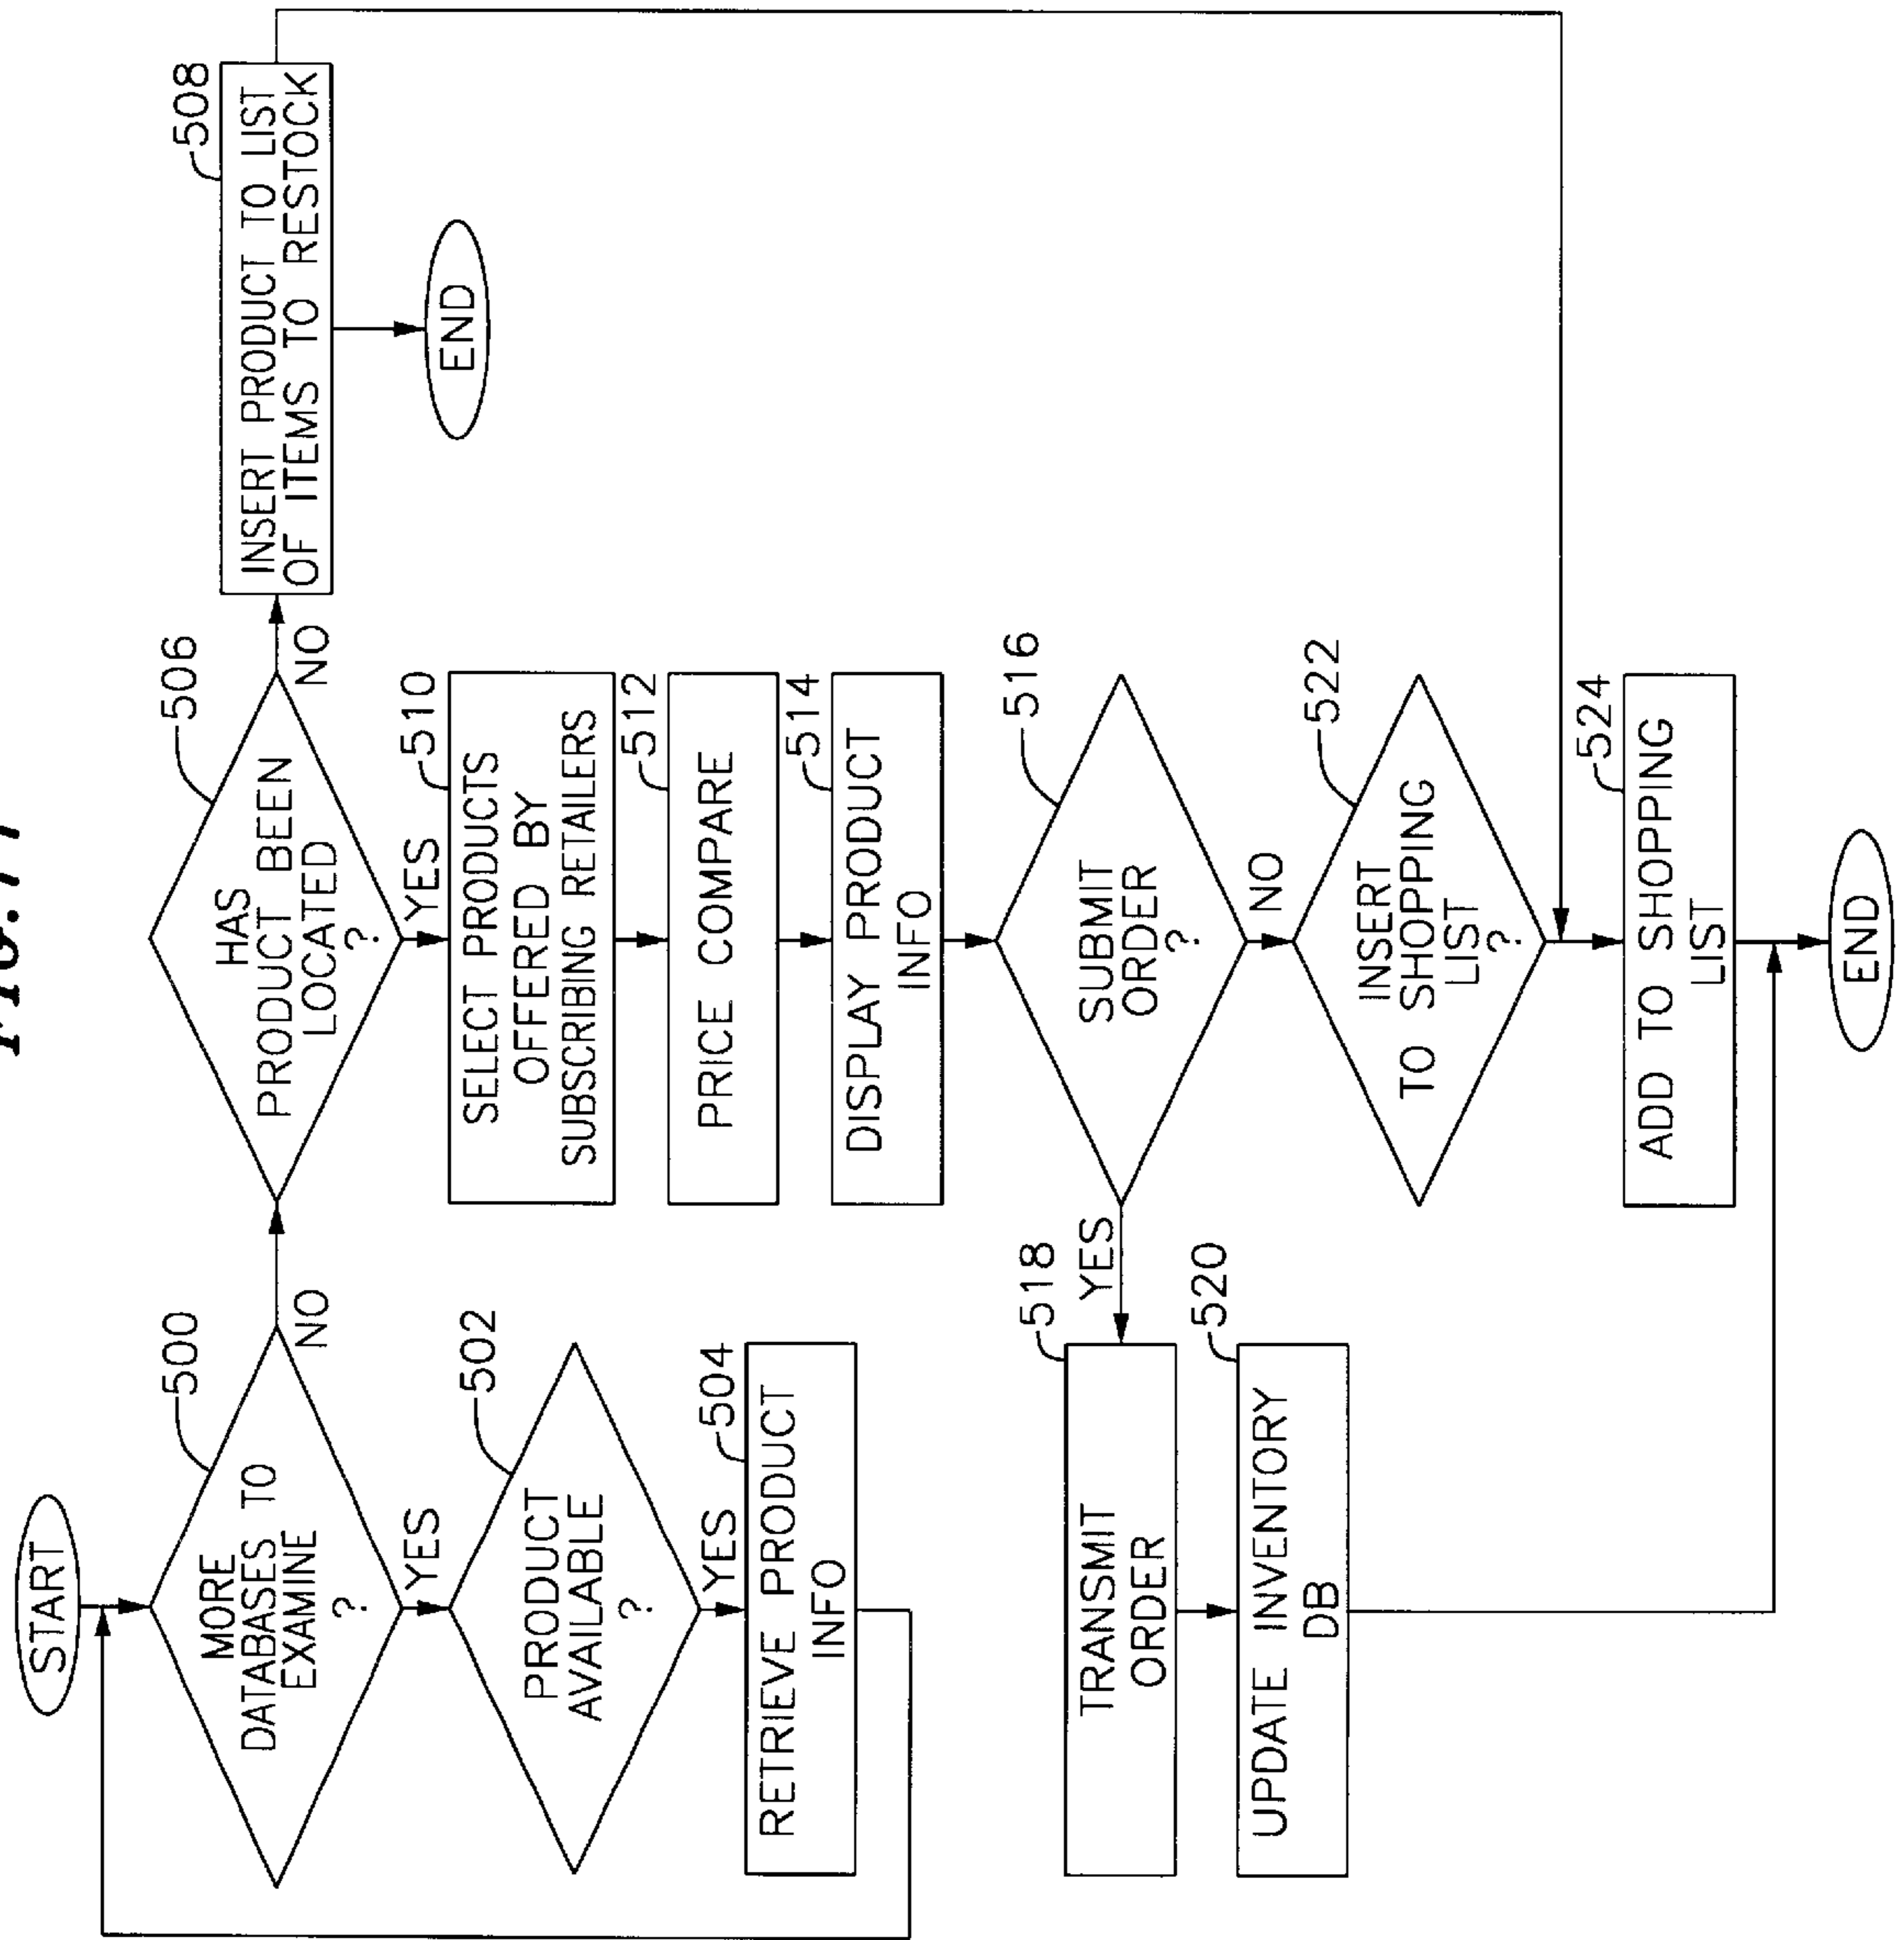 FIG. 11
START
500
MORE
DATABASES TO
EXAMINE
?
NO
YES
502
PRODUCT
AVAILABLE
?
YES
504
RETRIEVE PRODUCT
INFO
506
HAS
PRODUCT BEEN
LOCATED
?
NO
YES
508
INSERT PRODUCT TO LIST
OF ITEMS TO RESTOCK
END
510
SELECT PRODUCTS
OFFERED BY
SUBSCRIBING RETAILERS
512
PRICE COMPARE
514
DISPLAY PRODUCT
INFO
516
SUBMIT
ORDER
?
YES
NO
518
TRANSMIT
ORDER
520
UPDATE INVENTORY
DB
522
INSERT
TO SHOPPING
LIST
?
524
ADD TO SHOPPING
LIST
END